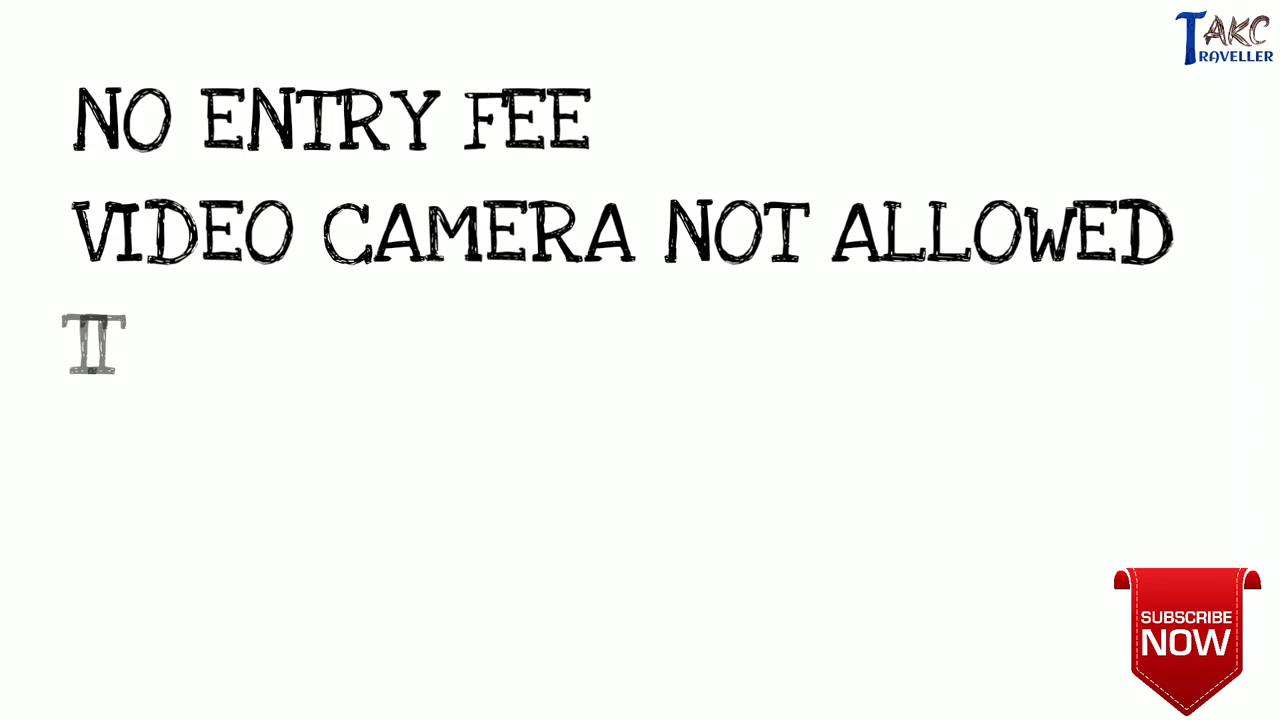 TAKC
TRAVELLER
NO ENTRY FEE
VIDEO CAMERA NOT ALLOWED
SUBSCRIBE
NOW